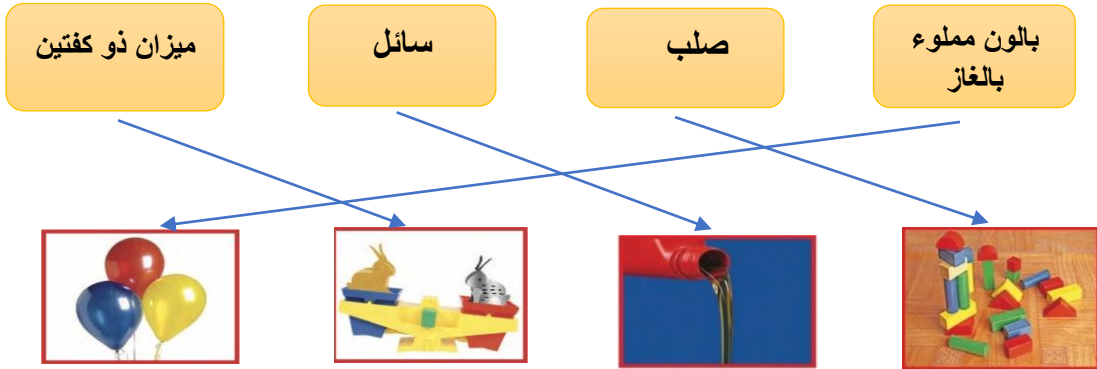 بالون مملوء
بالغاز
صلب
سائل
ميزان ذو كفتين